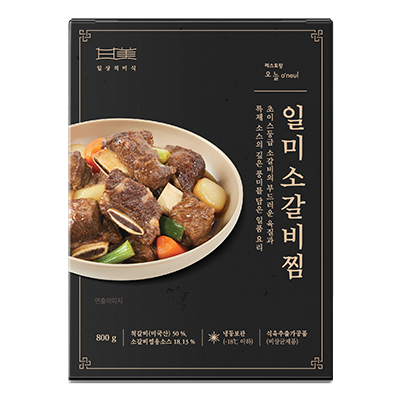 일상의미식
레스토랑
오늘 o'neul
일미 소갈비찜
초이스등급 소갈비의 부드러운 육질과
특제 소스의 깊은 풍미를 담은 일품 요리
연출이미지
800 g
척갈비(미국산) 50 %,
소갈비찜용소스 18.13 %
냉동보관
(-18℃ 이하)
식육추출가공품
(비살균제품)